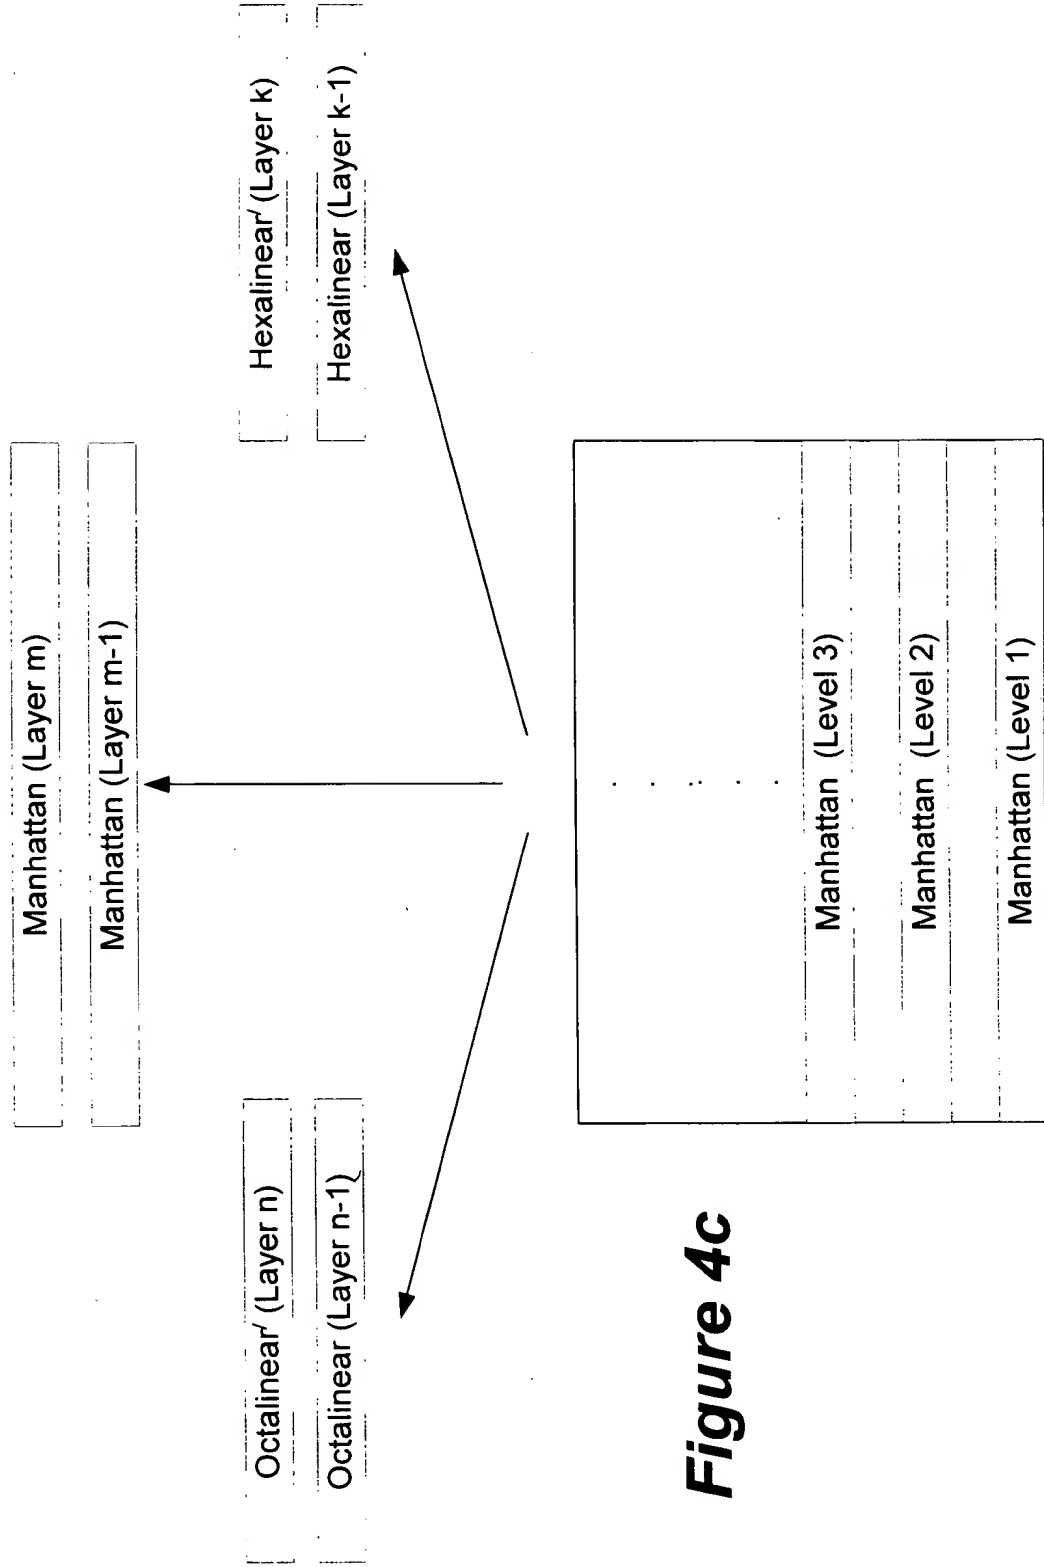 Manhattan (Layer m)
Manhattan (Layer m-1)
Octalinear' (Layer n)
Octalinear (Layer n-1)
Hexalinear' (Layer k)
Hexalinear (Layer k-1)
Manhattan (Level 3)
Manhattan (Level 2)
Manhattan (Level 1)
Figure 4c